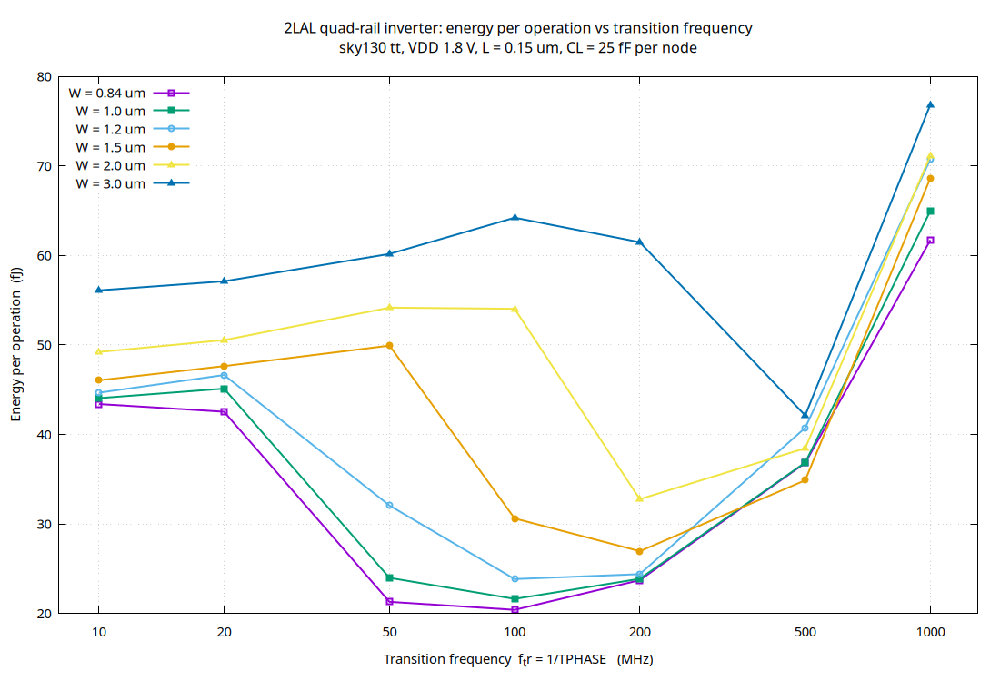 2LAL quad-rail inverter: energy per operation vs transition frequency
sky130 tt, VDD 1.8 V, L = 0.15 um, CL = 25 fF per node
W = 0.84 um
W = 1.0 um
W = 1.2 um
W = 1.5 um
W = 2.0 um
W = 3.0 um
Energy per operation (fJ)
80
70
60
50
40
30
20
10 20 50 100 200 500 1000
Transition frequency f_tr = 1/TPHASE (MHz)